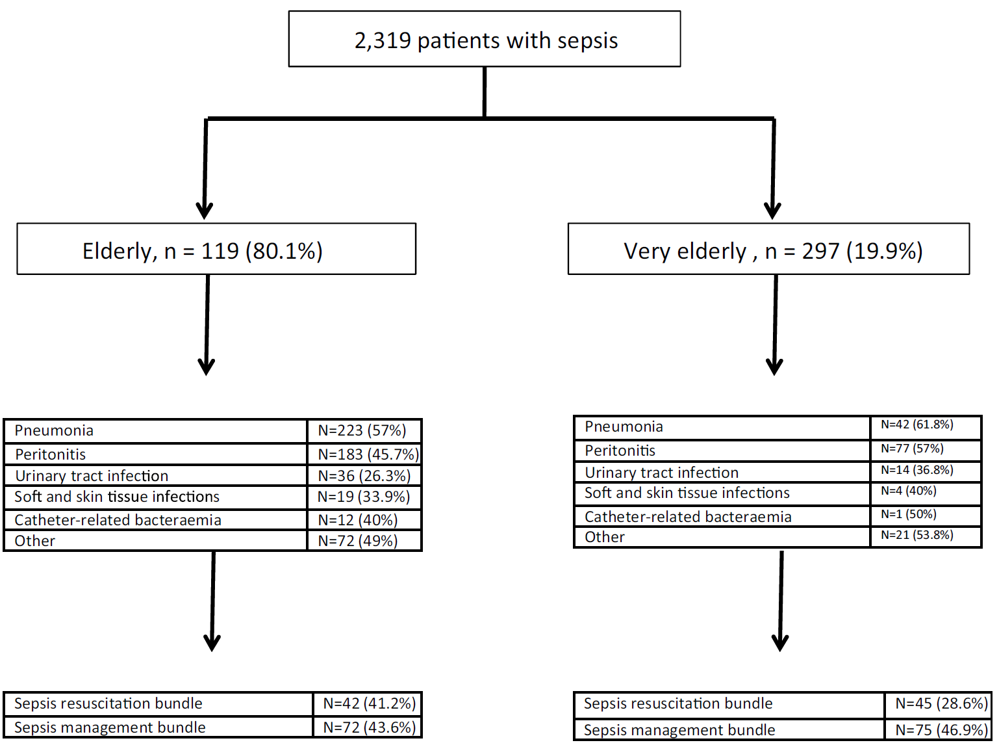 2,319 patients with sepsis
Elderly, n = 119 (80.1%)
Very elderly , n = 297 (19.9%)
Pneumonia N=223 (57%)
Peritonitis N=183 (45.7%)
Urinary tract infection N=36 (26.3%)
Soft and skin tissue infections N=19 (33.9%)
Catheter-related bacteraemia N=12 (40%)
Other N=72 (49%)
Pneumonia N=42 (61.8%)
Peritonitis N=77 (57%)
Urinary tract infection N=14 (36.8%)
Soft and skin tissue infections N=4 (40%)
Catheter-related bacteraemia N=1 (50%)
Other N=21 (53.8%)
Sepsis resuscitation bundle N=42 (41.2%)
Sepsis management bundle N=72 (43.6%)
Sepsis resuscitation bundle N=45 (28.6%)
Sepsis management bundle N=75 (46.9%)